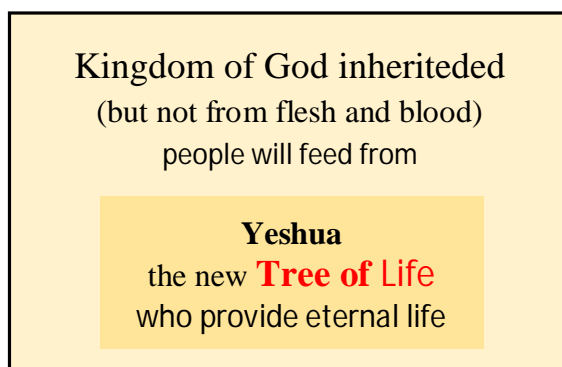 Kingdom of God inheriteded
(but not from flesh and blood)
people will feed from
Yeshua
the new Tree of Life
who provide eternal life